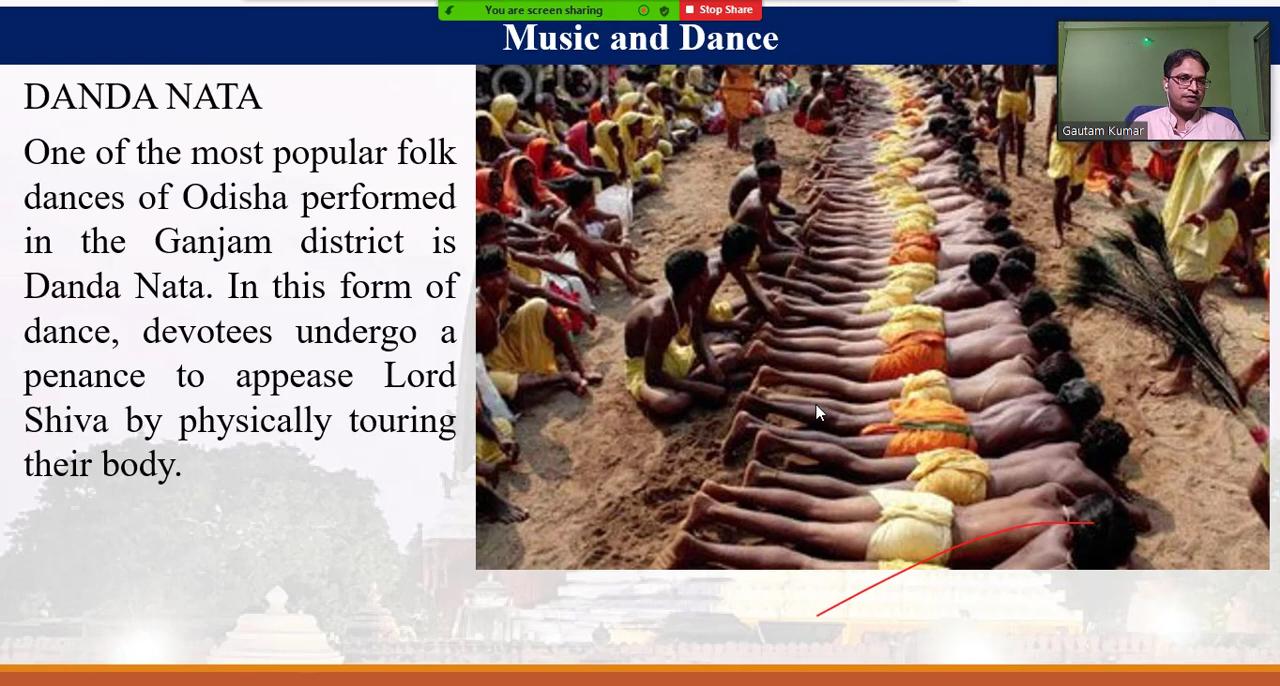 You are screen sharing
Stop Share
Music and Dance
Gautam Kumar
DANDA NATA
One of the most popular folk
dances of Odisha performed
in the Ganjam district is
Danda Nata. In this form of
dance, devotees undergo a
penance to appease Lord
Shiva by physically touring
their body.